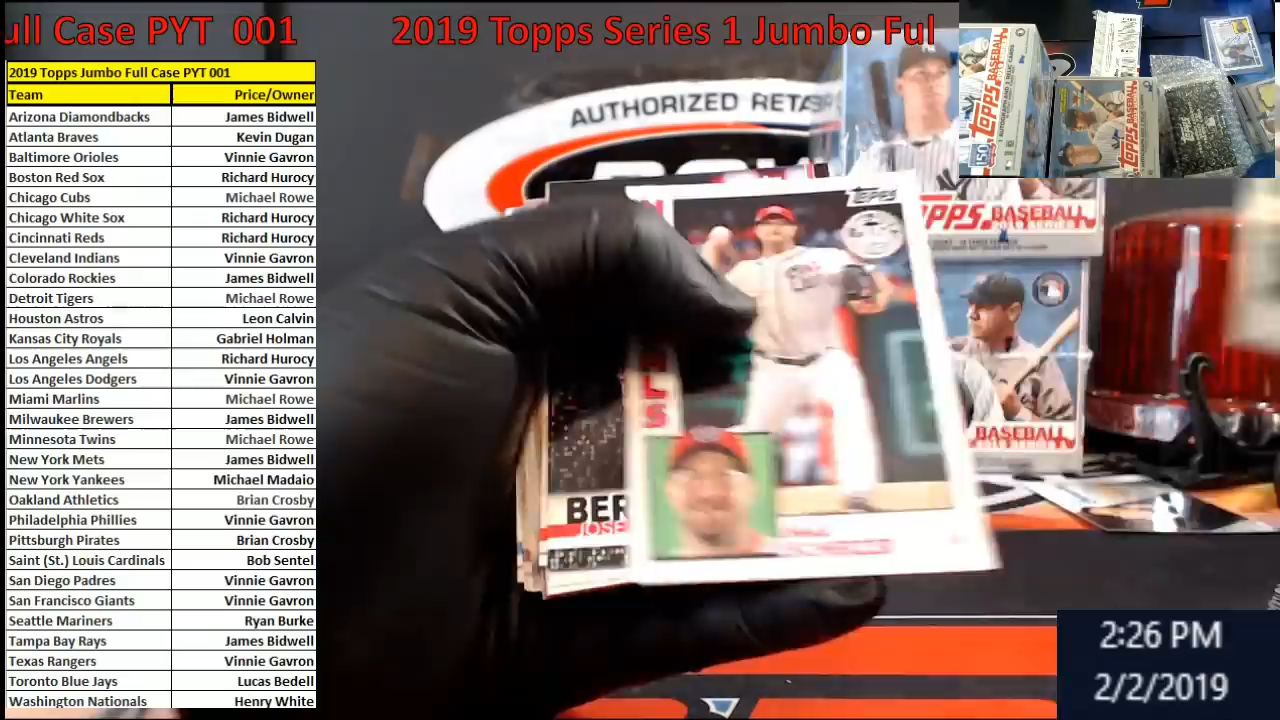 ull Case PYT 001
2019 Topps Series 1 Jumbo Ful
2019 Topps Jumbo Full Case PYT 001
Team Price/Owner
Arizona Diamondbacks James Bidwell
Atlanta Braves Kevin Dugan
Baltimore Orioles Vinnie Gavron
Boston Red Sox Richard Hurocy
Chicago Cubs Michael Rowe
Chicago White Sox Richard Hurocy
Cincinnati Reds Richard Hurocy
Cleveland Indians Vinnie Gavron
Colorado Rockies James Bidwell
Detroit Tigers Michael Rowe
Houston Astros Leon Calvin
Kansas City Royals Gabriel Holman
Los Angeles Angels Richard Hurocy
Los Angeles Dodgers Vinnie Gavron
Miami Marlins Michael Rowe
Milwaukee Brewers James Bidwell
Minnesota Twins Michael Rowe
New York Mets James Bidwell
New York Yankees Michael Madaio
Oakland Athletics Brian Crosby
Philadelphia Phillies Vinnie Gavron
Pittsburgh Pirates Brian Crosby
Saint (St.) Louis Cardinals Bob Sentel
San Diego Padres Vinnie Gavron
San Francisco Giants Vinnie Gavron
Seattle Mariners Ryan Burke
Tampa Bay Rays James Bidwell
Texas Rangers Vinnie Gavron
Toronto Blue Jays Lucas Bedell
Washington Nationals Henry White
AUTHORIZED RETA
TOPPS BASEBALL
TOPPS BASEBALL
150
TOPPS
LS
BER
JOSE
PPS BASEBALL
BASEBALL
2:26 PM
2/2/2019